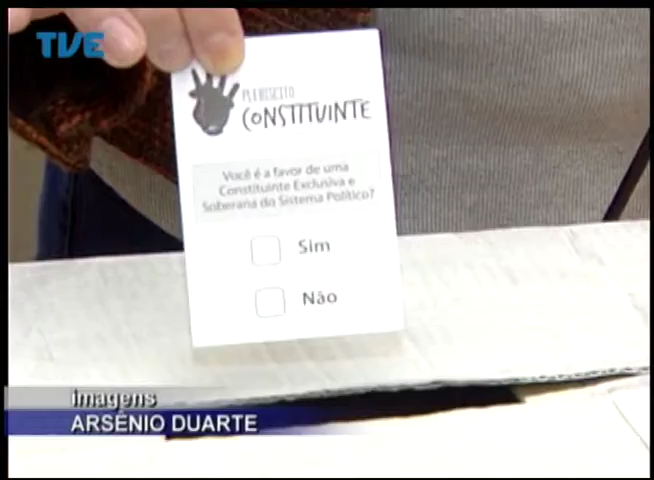 TVE
PLEBISCITO
CONSTITUINTE
Você é a favor de uma
Constituinte Exclusiva e
Soberana do Sistema Político?
Sim
Não
imagens
ARSÊNIO DUARTE